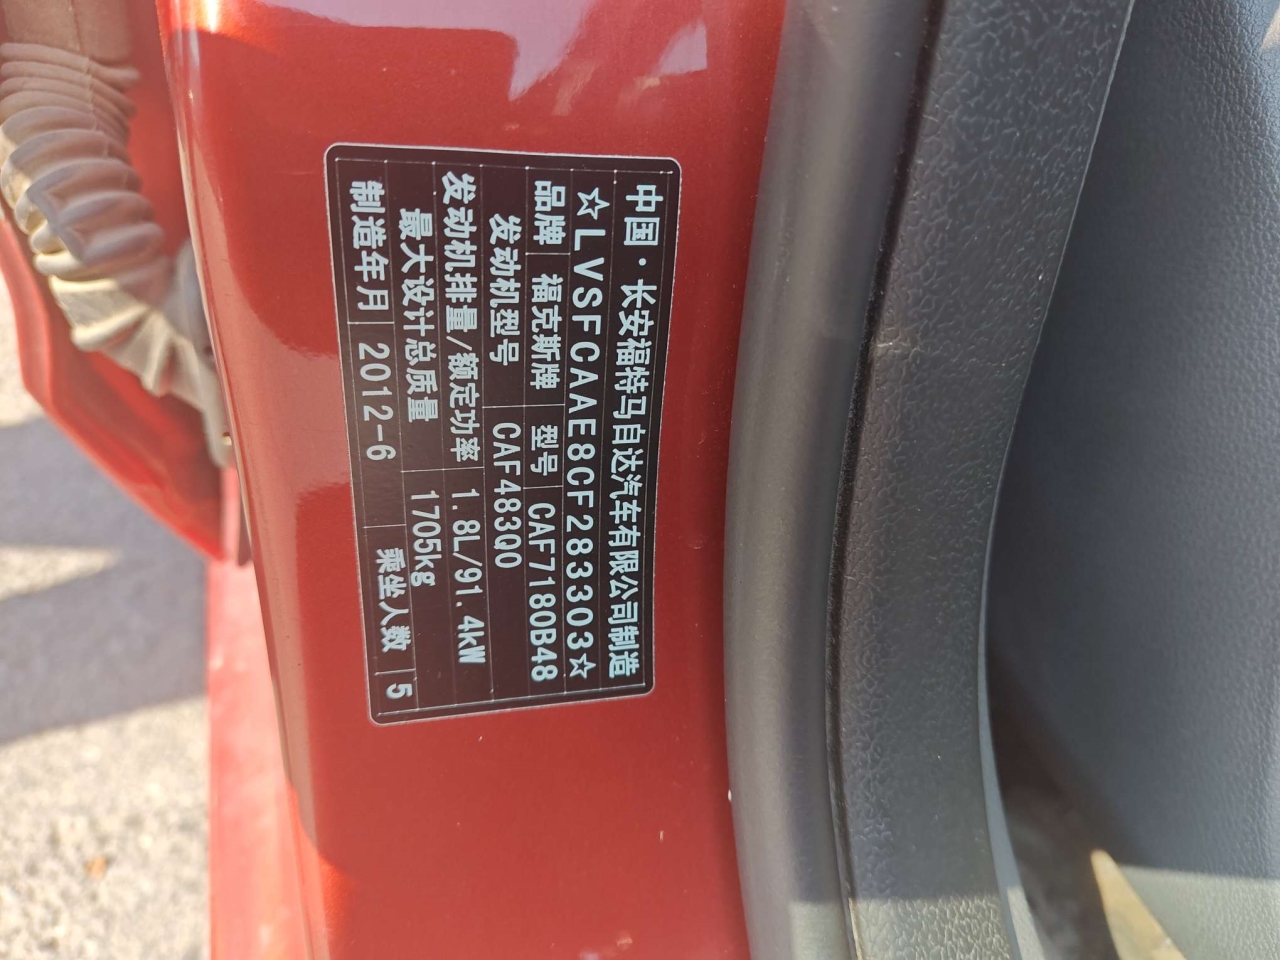 中国·长安福特马自达汽车有限公司制造
☆LVSFCAAE8CF283303☆
品牌 福克斯牌 型号 CAF7180B48
发动机型号 CAF483Q0
发动机排量/额定功率 1.8L/91.4kW
最大设计总质量 1705kg
制造年月 2012-6 乘坐人数 5